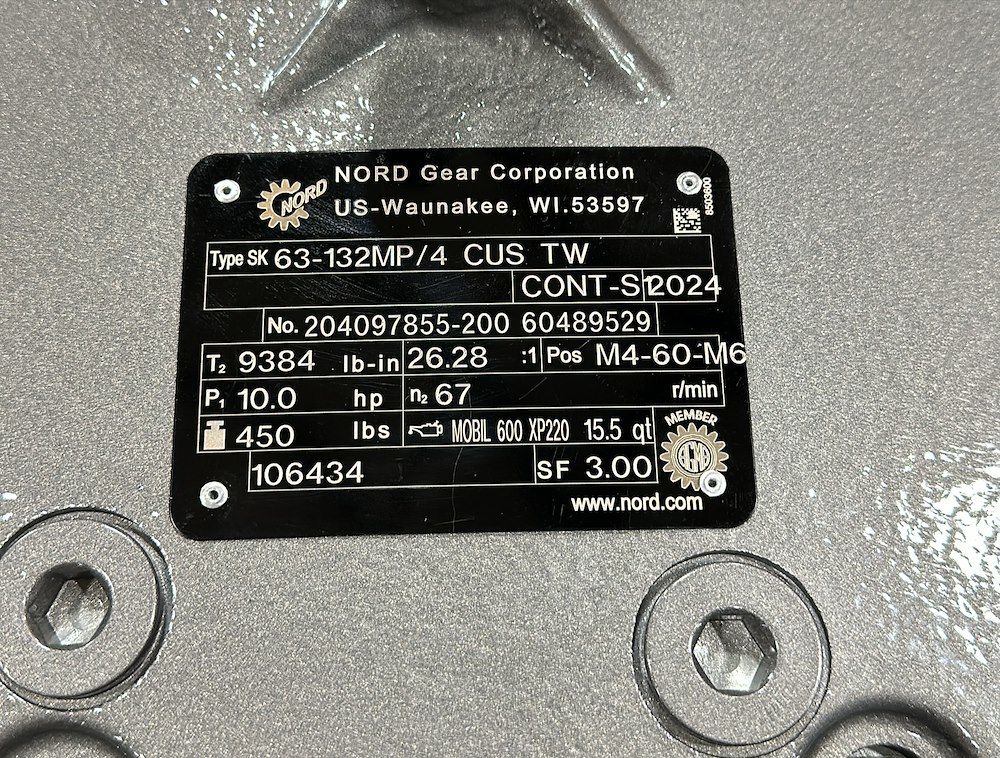 NORD
NORD Gear Corporation
US-Waunakee, WI.53597
8503600
Type SK 63-132MP/4 CUS TW
CONT-S1 2024
No. 204097855-200 60489529
T2 9384 lb-in 26.28 :1 Pos M4-60-M6
P1 10.0 hp n2 67 r/min
450 lbs MOBIL 600 XP220 15.5 qt
MEMBER
AGMA
106434 SF 3.00
www.nord.com